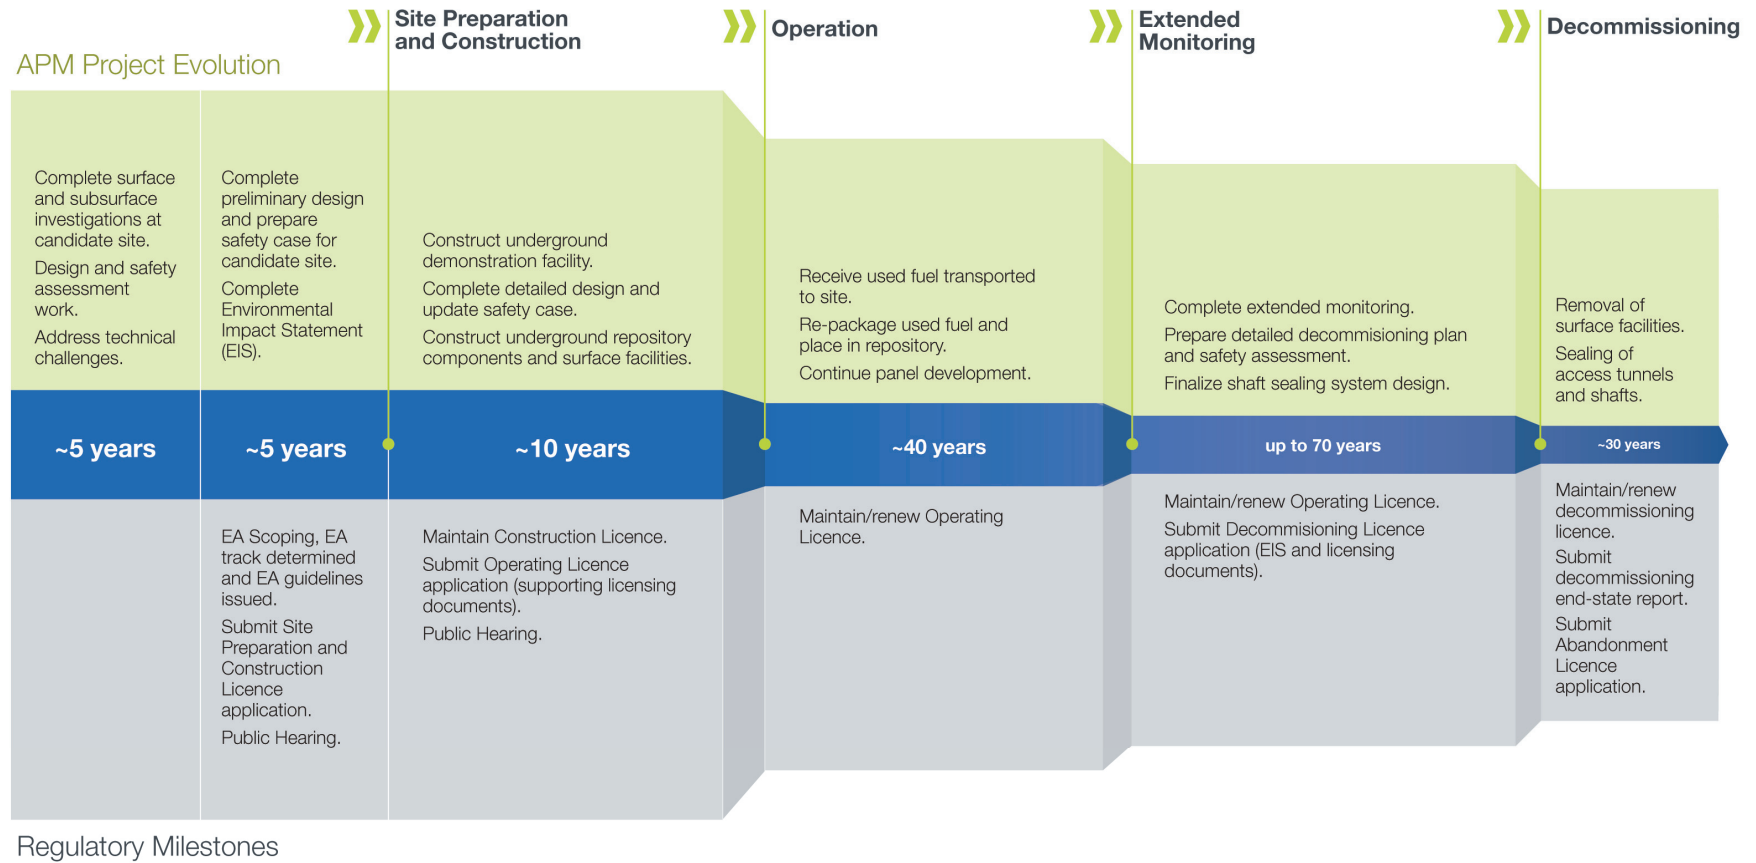 Site Preparation
and Construction
Operation
Extended
Monitoring
Decommissioning
APM Project Evolution
Complete surface
and subsurface
investigations at
candidate site.
Design and safety
assessment
work.
Address technical
challenges.
Complete
preliminary design
and prepare
safety case for
candidate site.
Complete
Environmental
Impact Statement
(EIS).
Construct underground
demonstration facility.
Complete detailed design and
update safety case.
Construct underground repository
components and surface facilities.
Receive used fuel transported
to site.
Re-package used fuel and
place in repository.
Continue panel development.
Complete extended monitoring.
Prepare detailed decommisioning plan
and safety assessment.
Finalize shaft sealing system design.
Removal of
surface facilities.
Sealing of
access tunnels
and shafts.
~5 years
~5 years
~10 years
~40 years
up to 70 years
~30 years
EA Scoping, EA
track determined
and EA guidelines
issued.
Submit Site
Preparation and
Construction
Licence
application.
Public Hearing.
Maintain Construction Licence.
Submit Operating Licence
application (supporting licensing
documents).
Public Hearing.
Maintain/renew Operating
Licence.
Maintain/renew Operating Licence.
Submit Decommisioning Licence
application (EIS and licensing
documents).
Maintain/renew
decommissioning
licence.
Submit
decommissioning
end-state report.
Submit
Abandonment
Licence
application.
Regulatory Milestones